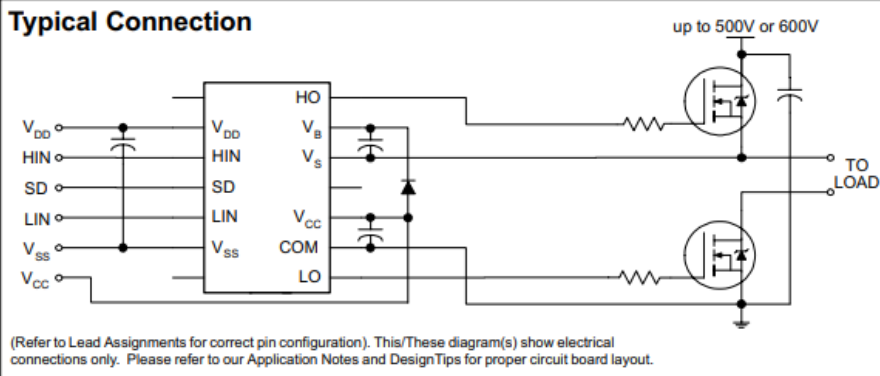 Typical Connection
up to 500V or 600V
HO
VDD
VDD
VB
HIN
HIN
VS
TO
LOAD
SD
SD
LIN
LIN
VCC
VSS
VSS
COM
VCC
LO
(Refer to Lead Assignments for correct pin configuration). This/These diagram(s) show electrical
connections only. Please refer to our Application Notes and DesignTips for proper circuit board layout.